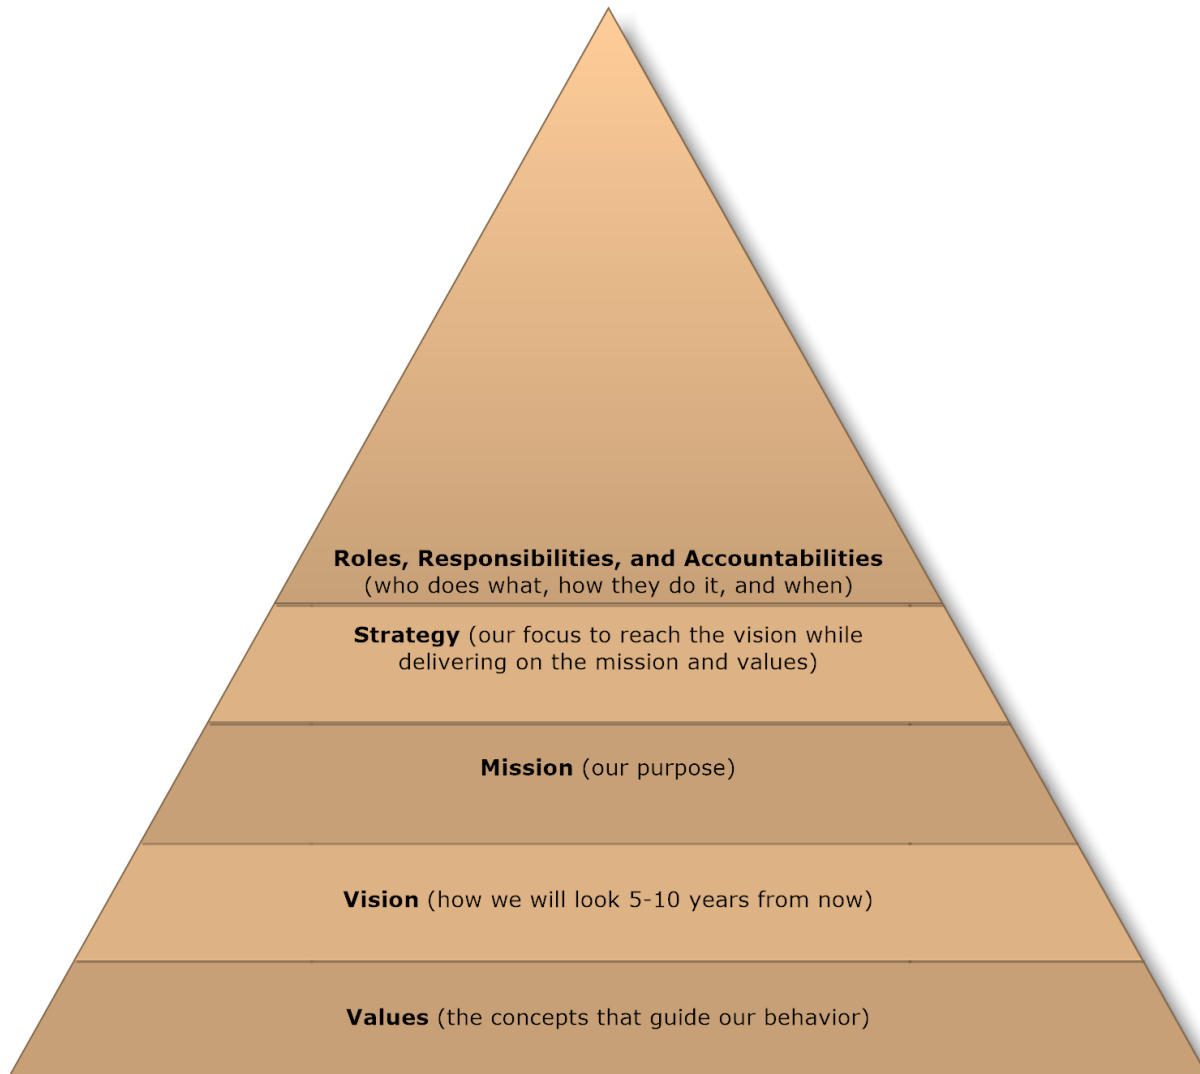 Roles, Responsibilities, and Accountabilities
(who does what, how they do it, and when)
Strategy (our focus to reach the vision while
delivering on the mission and values)
Mission (our purpose)
Vision (how we will look 5-10 years from now)
Values (the concepts that guide our behavior)